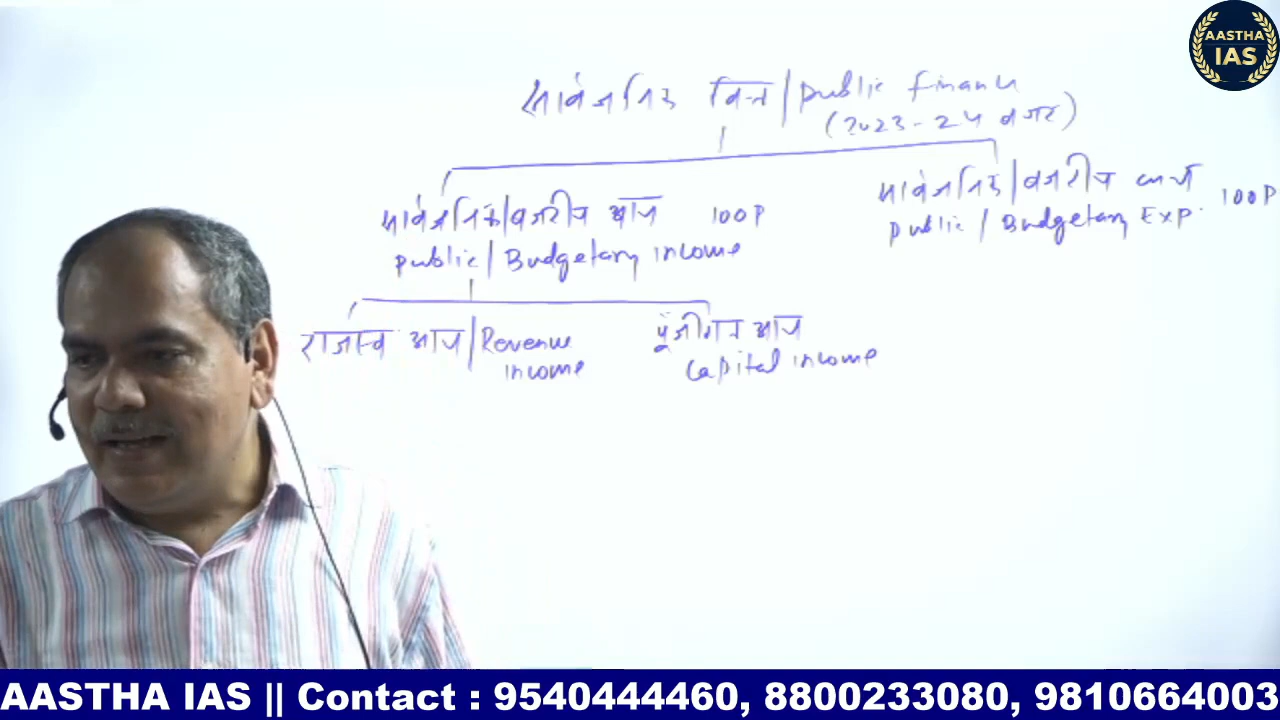 AASTHA
IAS
सार्वजनिक वित्त / public finance
(2023-24 बजट)
सार्वजनिक/बजटीय आय 100P
public / Budgetary income
सार्वजनिक/बजटीय व्यय 100P
public / Budgetary Exp.
राजस्व आय / Revenue
income
पूंजीगत आय
capital income
AASTHA IAS || Contact : 9540444460, 8800233080, 9810664003